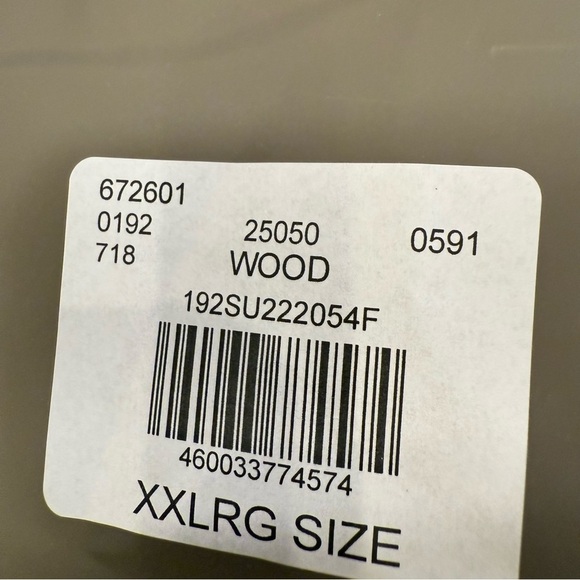 672601
0192 25050 0591
718 WOOD
192SU222054F
460033774574
XXLRG SIZE